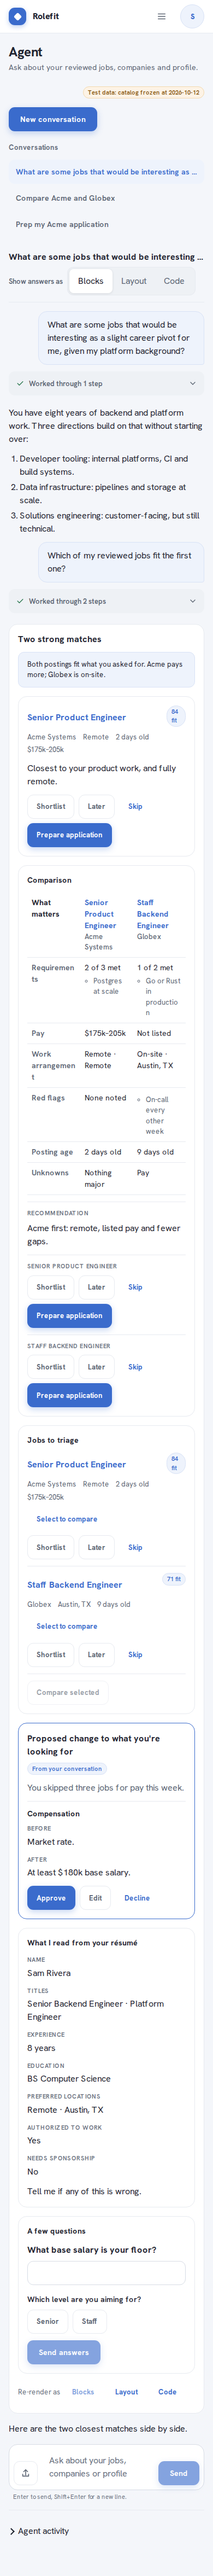 Rolefit
S
Agent
Ask about your reviewed jobs, companies and profile.
Test data: catalog frozen at 2026-10-12
New conversation
Conversations
What are some jobs that would be interesting as ...
Compare Acme and Globex
Prep my Acme application
What are some jobs that would be interesting ...
Show answers as
Blocks
Layout
Code
What are some jobs that would be
interesting as a slight career pivot for
me, given my platform background?
Worked through 1 step
You have eight years of backend and platform
work. Three directions build on that without starting
over:
1. Developer tooling: internal platforms, CI and
build systems.
2. Data infrastructure: pipelines and storage at
scale.
3. Solutions engineering: customer-facing, but still
technical.
Which of my reviewed jobs fit the first
one?
Worked through 2 steps
Two strong matches
Both postings fit what you asked for. Acme pays
more; Globex is on-site.
Senior Product Engineer
84
fit
Acme Systems Remote 2 days old
$175k-205k
Closest to your product work, and fully
remote.
Shortlist
Later
Skip
Prepare application
Comparison
What
matters
Senior
Product
Engineer
Acme
Systems
Staff
Backend
Engineer
Globex
Requiremen
ts
2 of 3 met
Postgres
at scale
1 of 2 met
Go or Rust
in
productio
n
Pay
$175k-205k
Not listed
Work
arrangemen
t
Remote ·
Remote
On-site ·
Austin, TX
Red flags
None noted
On-call
every
other
week
Posting age
2 days old
9 days old
Unknowns
Nothing
major
Pay
RECOMMENDATION
Acme first: remote, listed pay and fewer
gaps.
SENIOR PRODUCT ENGINEER
Shortlist
Later
Skip
Prepare application
STAFF BACKEND ENGINEER
Shortlist
Later
Skip
Prepare application
Jobs to triage
Senior Product Engineer
84
fit
Acme Systems Remote 2 days old
$175k-205k
Select to compare
Shortlist
Later
Skip
Staff Backend Engineer
71 fit
Globex Austin, TX 9 days old
Select to compare
Shortlist
Later
Skip
Compare selected
Proposed change to what you're
looking for
From your conversation
You skipped three jobs for pay this week.
Compensation
BEFORE
Market rate.
AFTER
At least $180k base salary.
Approve
Edit
Decline
What I read from your résumé
NAME
Sam Rivera
TITLES
Senior Backend Engineer · Platform
Engineer
EXPERIENCE
8 years
EDUCATION
BS Computer Science
PREFERRED LOCATIONS
Remote · Austin, TX
AUTHORIZED TO WORK
Yes
NEEDS SPONSORSHIP
No
Tell me if any of this is wrong.
A few questions
What base salary is your floor?
Which level are you aiming for?
Senior
Staff
Send answers
Re-render as
Blocks
Layout
Code
Here are the two closest matches side by side.
Ask about your jobs,
companies or profile
Send
Enter to send, Shift+Enter for a new line.
Agent activity